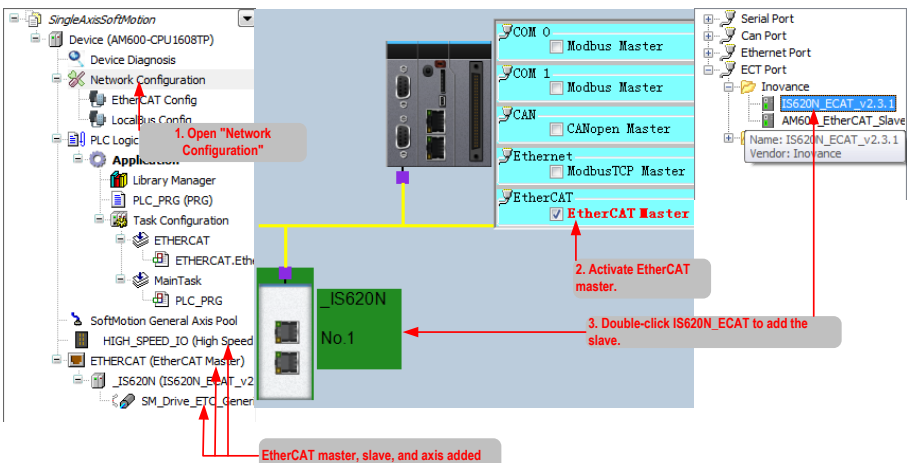 SingleAxisSoftMotion
Device (AM600-CPU1608TP)
Device Diagnosis
Network Configuration
EtherCAT Config
LocalBus Config
PLC Logic
Application
Library Manager
PLC_PRG (PRG)
Task Configuration
ETHERCAT
ETHERCAT.Ethe
MainTask
PLC_PRG
SoftMotion General Axis Pool
HIGH_SPEED_IO (High Speed
ETHERCAT (EtherCAT Master)
_IS620N (IS620N_ECAT_v2
SM_Drive_ETC_Gener
1. Open "Network
Configuration"
COM 0
Modbus Master
COM 1
Modbus Master
CAN
CANopen Master
Ethernet
ModbusTCP Master
EtherCAT
EtherCAT Master
2. Activate EtherCAT
master.
_IS620N
No.1
3. Double-click IS620N_ECAT to add the
slave.
Serial Port
Can Port
Ethernet Port
ECT Port
Inovance
IS620N_ECAT_v2.3.1
AM600_EtherCAT_Slave
Name: IS620N_ECAT_v2.3.1
Vendor: Inovance
EtherCAT master, slave, and axis added